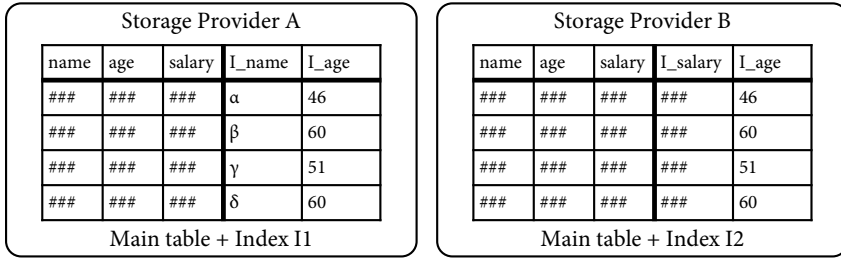 Storage Provider A
name age salary I_name I_age
### ### ### α 46
### ### ### β 60
### ### ### γ 51
### ### ### δ 60
Main table + Index I1
Storage Provider B
name age salary I_salary I_age
### ### ### ### 46
### ### ### ### 60
### ### ### ### 51
### ### ### ### 60
Main table + Index I2